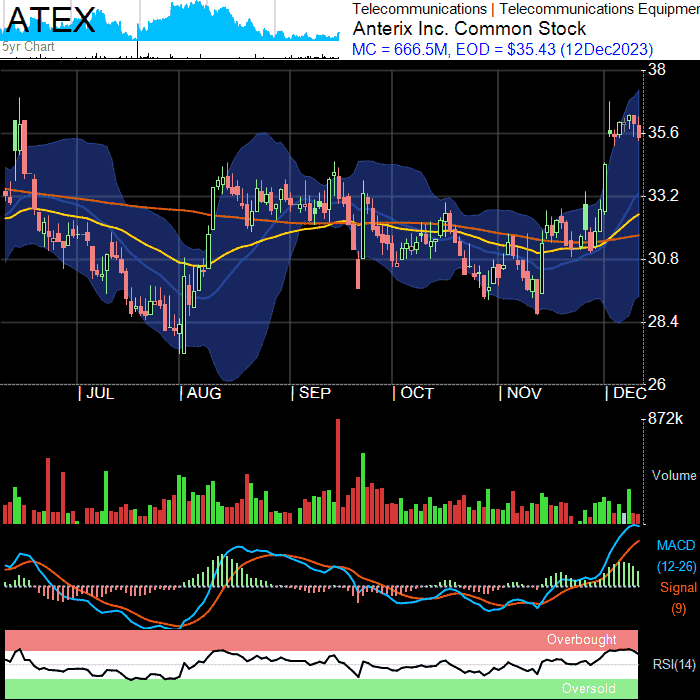 ATEX
5yr Chart
Telecommunications | Telecommunications Equipmen
Anterix Inc. Common Stock
MC = 666.5M, EOD = $35.43 (12Dec2023)
38
35.6
33.2
30.8
28.4
26
| JUL | AUG | SEP | OCT | NOV | DEC
872k
Volume
MACD
(12-26)
Signal
(9)
Overbought
RSI(14)
Oversold